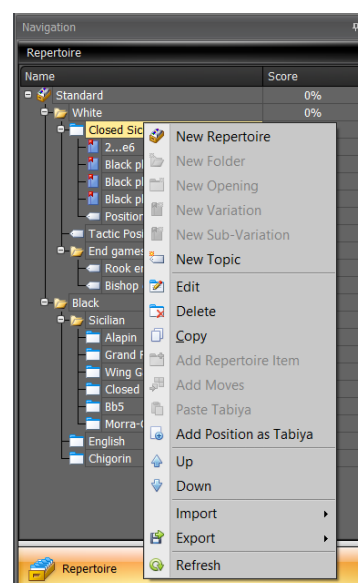 Navigation
Repertoire
Name Score
Standard 0%
White 0%
Closed Sic
2...e6
Black pl
Black pl
Black pl
Position
Tactic Posi
End games
Rook en
Bishop
Black
Sicilian
Alapin
Grand P
Wing G
Closed
Bb5
Morra-G
English
Chigorin
New Repertoire
New Folder
New Opening
New Variation
New Sub-Variation
New Topic
Edit
Delete
Copy
Add Repertoire Item
Add Moves
Paste Tabiya
Add Position as Tabiya
Up
Down
Import
Export
Refresh
Repertoire